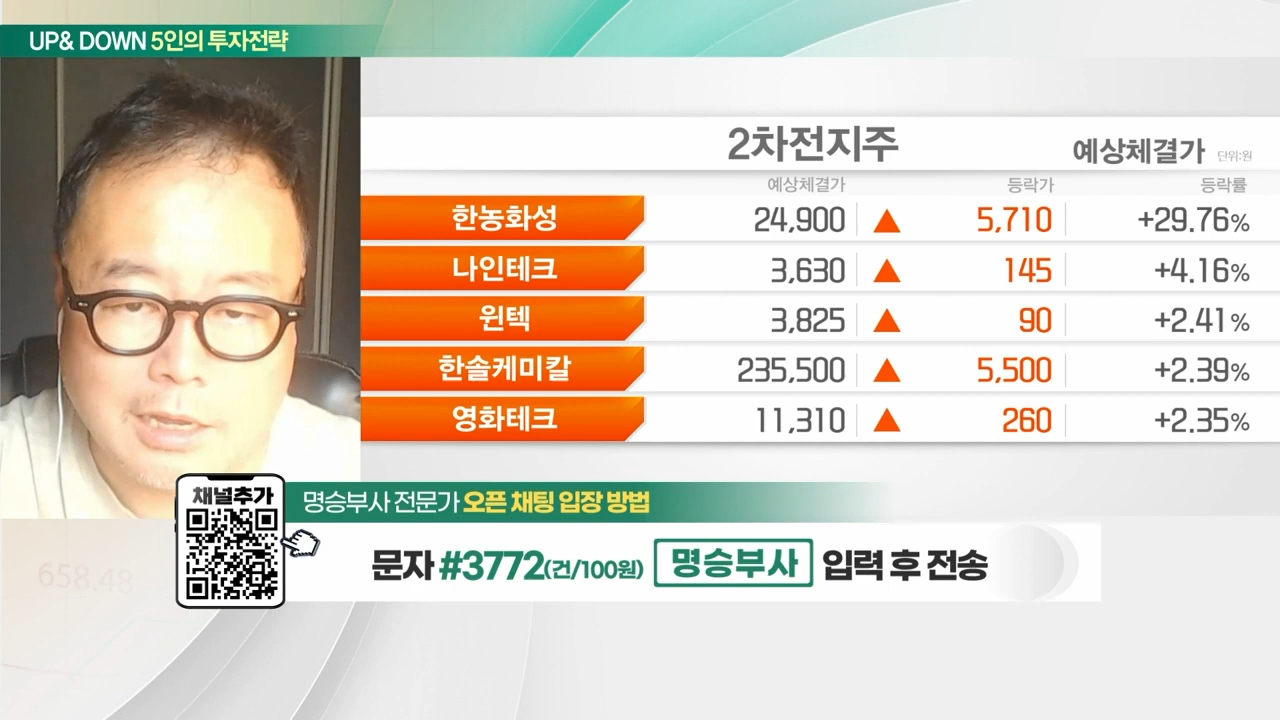 UP& DOWN 5인의 투자전략
2차전지주 예상체결가 단위:원
예상체결가 등락가 등락률
한농화성 24,900 ▲ 5,710 +29.76%
나인테크 3,630 ▲ 145 +4.16%
윈텍 3,825 ▲ 90 +2.41%
한솔케미칼 235,500 ▲ 5,500 +2.39%
영화테크 11,310 ▲ 260 +2.35%
채널추가
명승부사 전문가 오픈 채팅 입장 방법
문자 #3772(건/100원) 명승부사 입력 후 전송
658.48